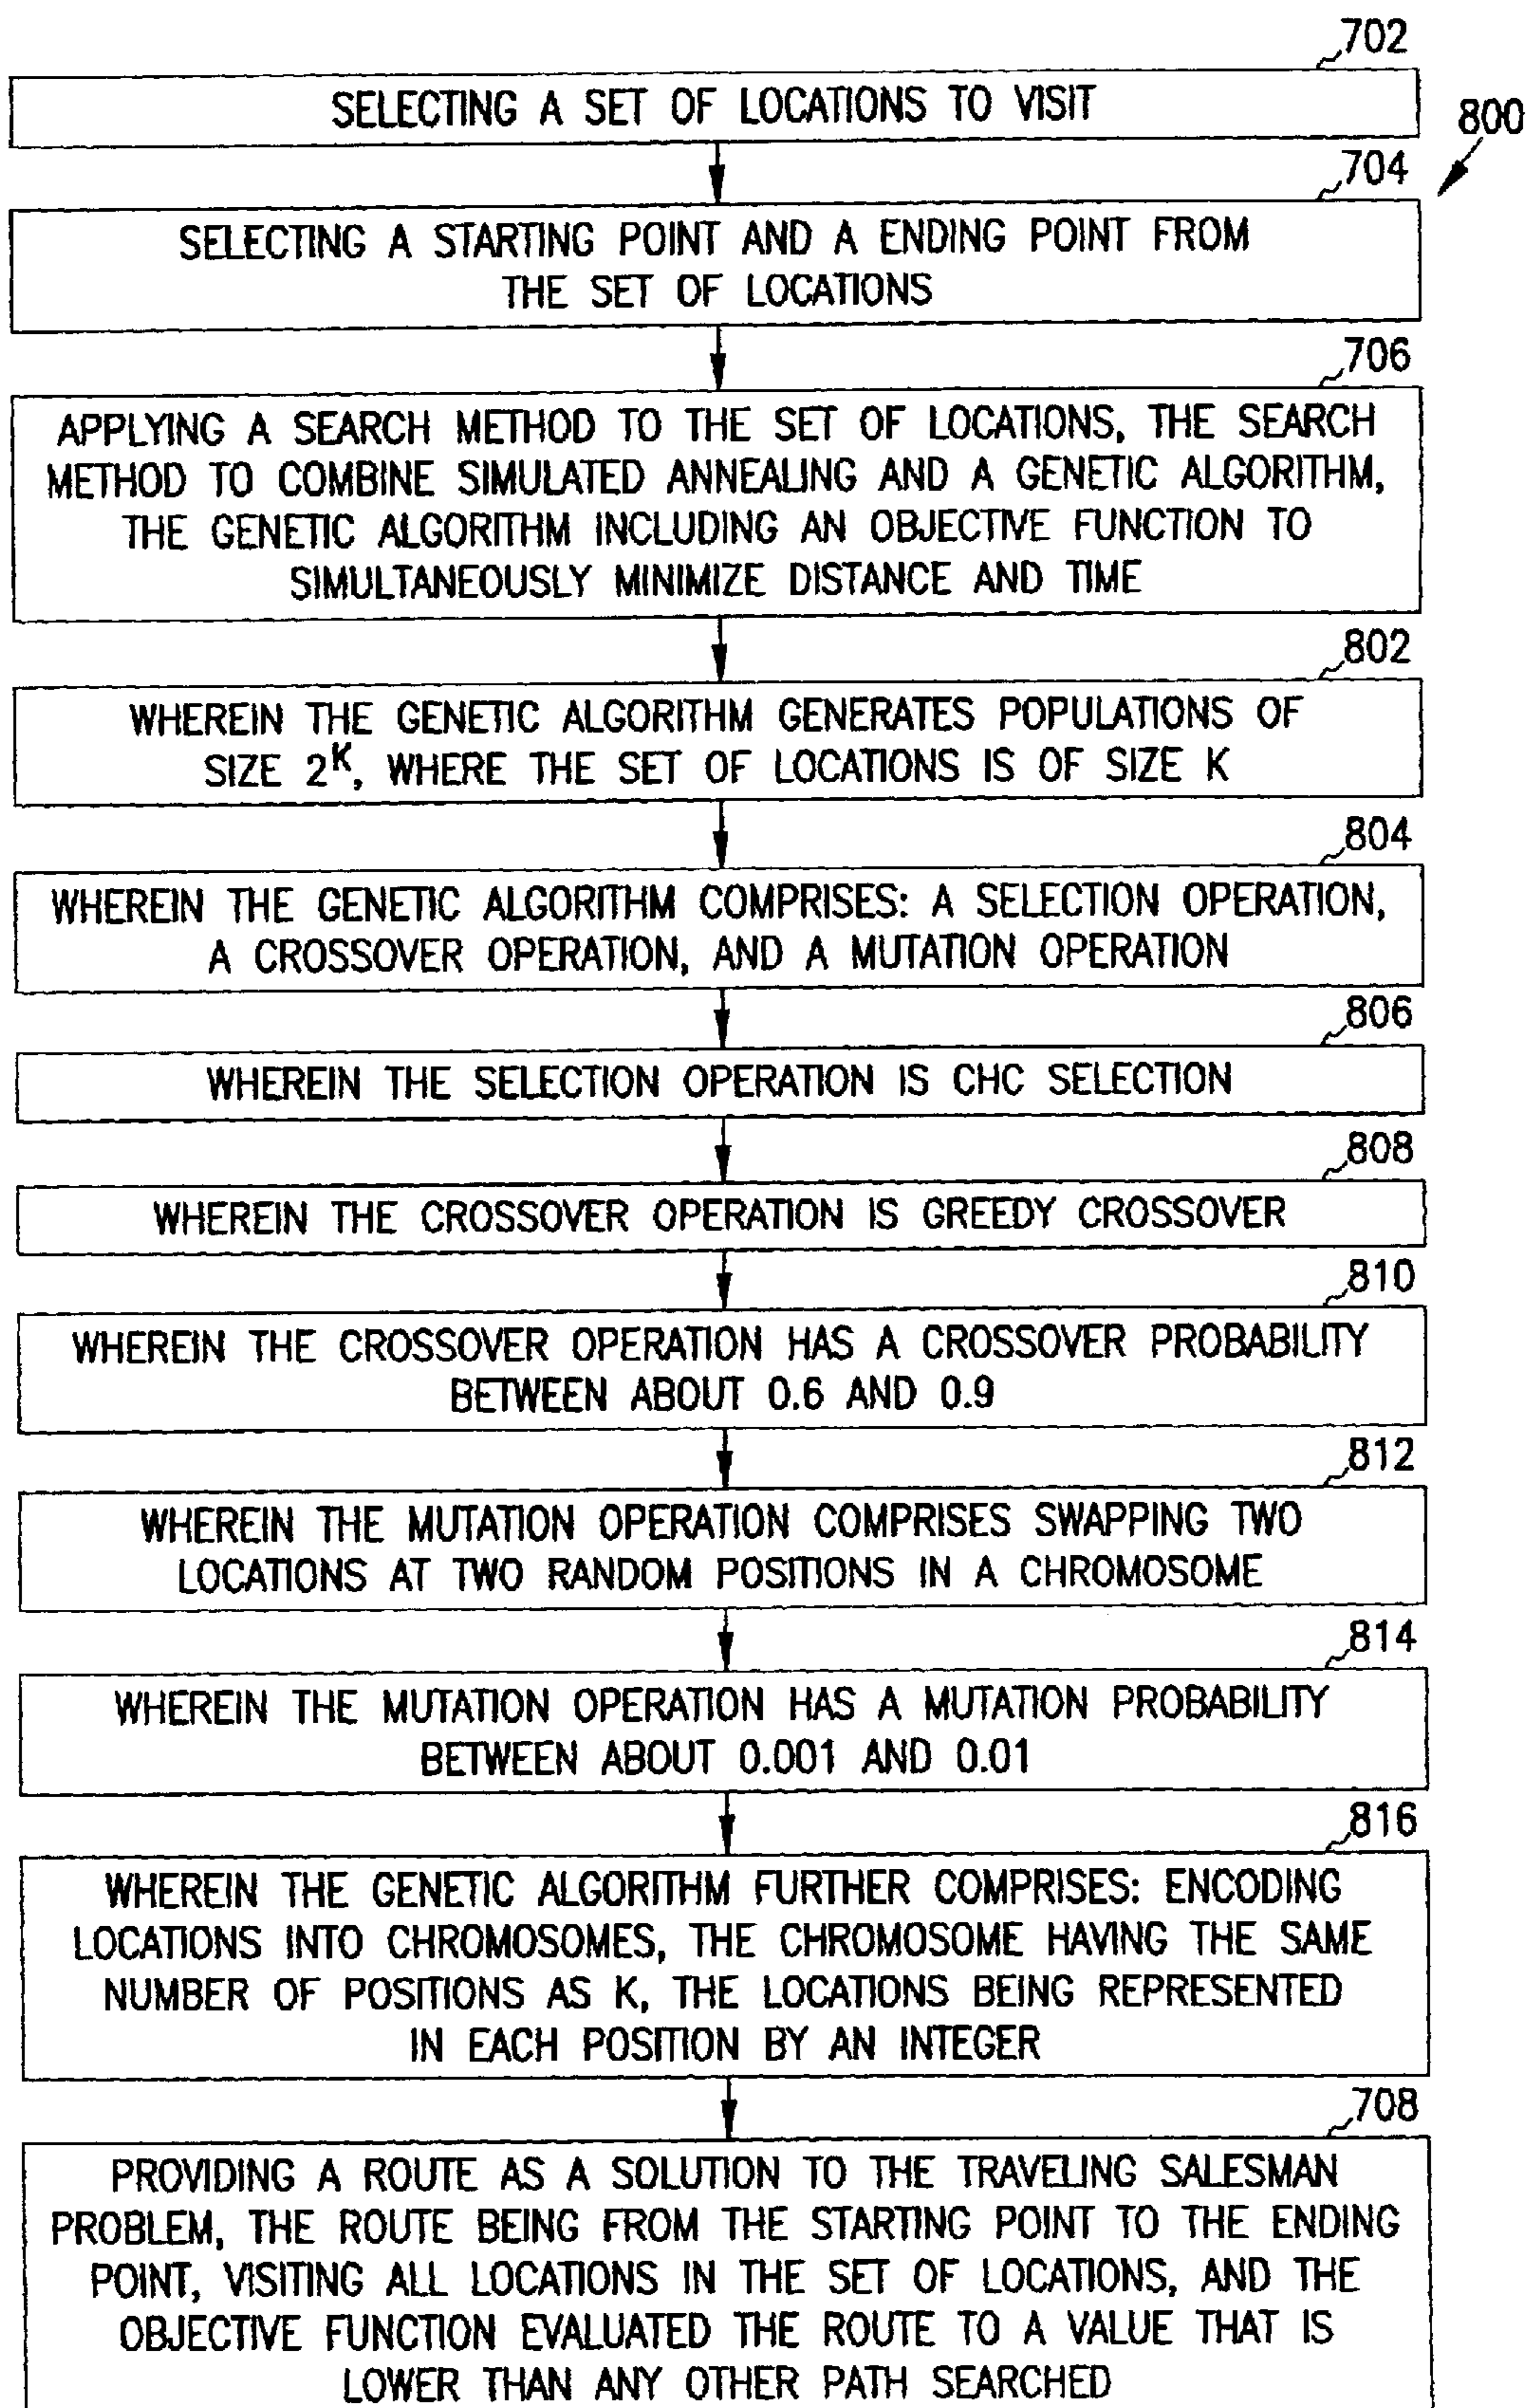 702
SELECTING A SET OF LOCATIONS TO VISIT
800
704
SELECTING A STARTING POINT AND A ENDING POINT FROM
THE SET OF LOCATIONS
706
APPLYING A SEARCH METHOD TO THE SET OF LOCATIONS, THE SEARCH
METHOD TO COMBINE SIMULATED ANNEALING AND A GENETIC ALGORITHM,
THE GENETIC ALGORITHM INCLUDING AN OBJECTIVE FUNCTION TO
SIMULTANEOUSLY MINIMIZE DISTANCE AND TIME
802
WHEREIN THE GENETIC ALGORITHM GENERATES POPULATIONS OF
SIZE 2^K, WHERE THE SET OF LOCATIONS IS OF SIZE K
804
WHEREIN THE GENETIC ALGORITHM COMPRISES: A SELECTION OPERATION,
A CROSSOVER OPERATION, AND A MUTATION OPERATION
806
WHEREIN THE SELECTION OPERATION IS CHC SELECTION
808
WHEREIN THE CROSSOVER OPERATION IS GREEDY CROSSOVER
810
WHEREIN THE CROSSOVER OPERATION HAS A CROSSOVER PROBABILITY
BETWEEN ABOUT 0.6 AND 0.9
812
WHEREIN THE MUTATION OPERATION COMPRISES SWAPPING TWO
LOCATIONS AT TWO RANDOM POSITIONS IN A CHROMOSOME
814
WHEREIN THE MUTATION OPERATION HAS A MUTATION PROBABILITY
BETWEEN ABOUT 0.001 AND 0.01
816
WHEREIN THE GENETIC ALGORITHM FURTHER COMPRISES: ENCODING
LOCATIONS INTO CHROMOSOMES, THE CHROMOSOME HAVING THE SAME
NUMBER OF POSITIONS AS K, THE LOCATIONS BEING REPRESENTED
IN EACH POSITION BY AN INTEGER
708
PROVIDING A ROUTE AS A SOLUTION TO THE TRAVELING SALESMAN
PROBLEM, THE ROUTE BEING FROM THE STARTING POINT TO THE ENDING
POINT, VISITING ALL LOCATIONS IN THE SET OF LOCATIONS, AND THE
OBJECTIVE FUNCTION EVALUATED THE ROUTE TO A VALUE THAT IS
LOWER THAN ANY OTHER PATH SEARCHED